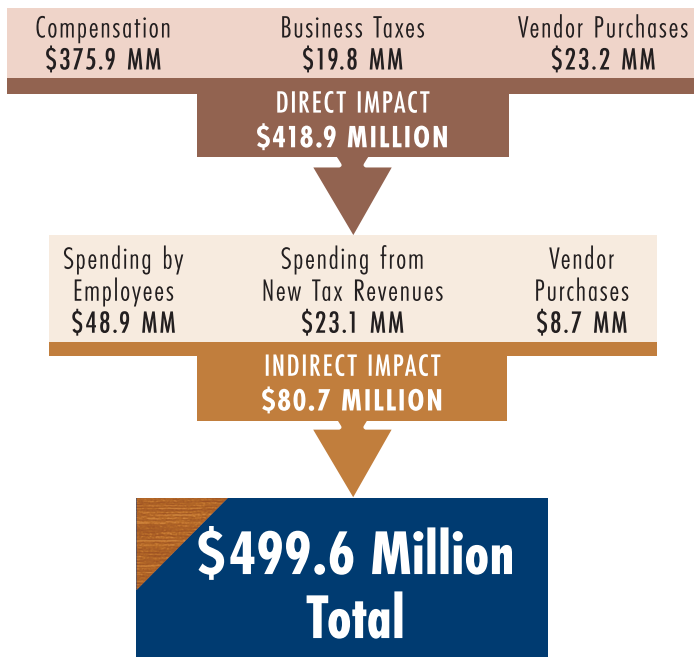 Compensation
$375.9 MM
Business Taxes
$19.8 MM
Vendor Purchases
$23.2 MM
DIRECT IMPACT
$418.9 MILLION
Spending by
Employees
$48.9 MM
Spending from
New Tax Revenues
$23.1 MM
Vendor
Purchases
$8.7 MM
INDIRECT IMPACT
$80.7 MILLION
$499.6 Million
Total